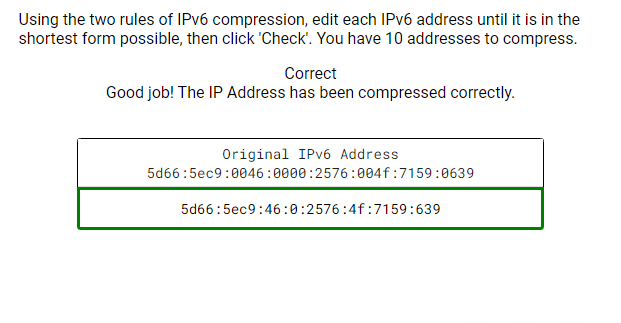 Using the two rules of IPv6 compression, edit each IPv6 address until it is in the
shortest form possible, then click 'Check'. You have 10 addresses to compress.
Correct
Good job! The IP Address has been compressed correctly.
Original IPv6 Address
5d66:5ec9:0046:0000:2576:004f:7159:0639
5d66:5ec9:46:0:2576:4f:7159:639